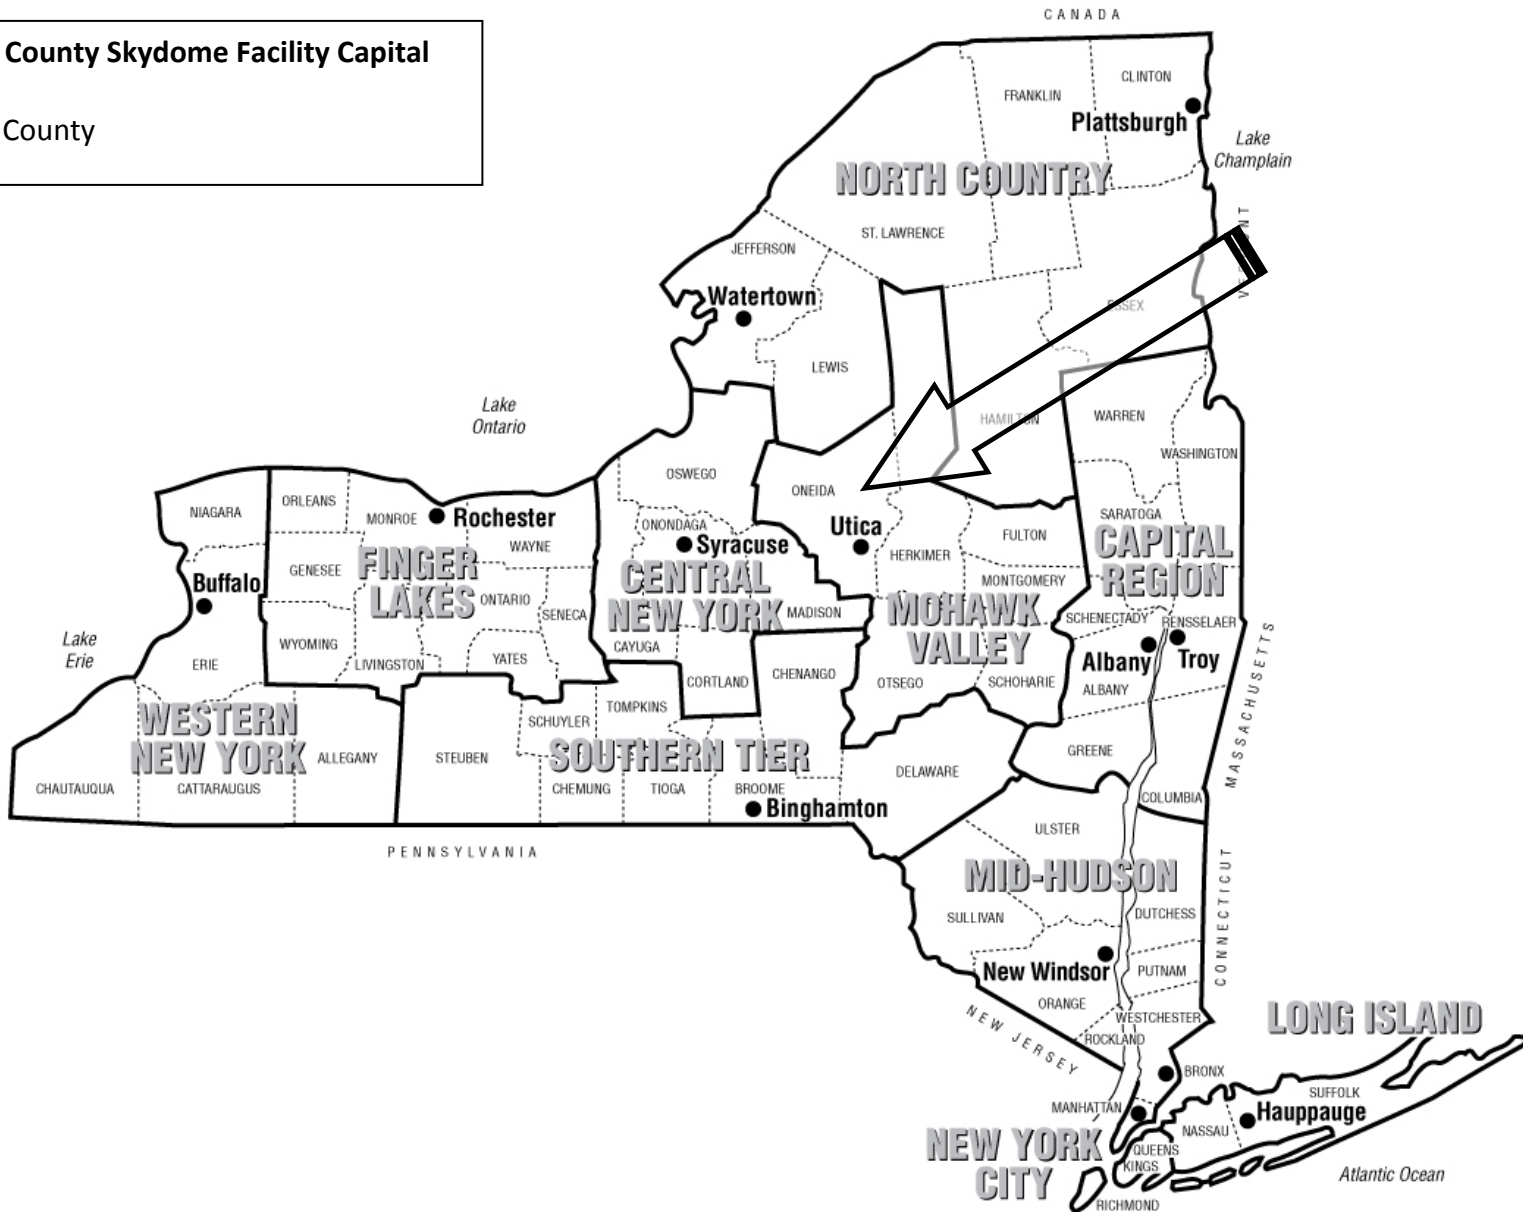 County Skydome Facility Capital
County
CANADA
CLINTON
FRANKLIN
Plattsburgh
Lake
Champlain
NORTH COUNTRY
ST. LAWRENCE
JEFFERSON
Watertown
ESSEX
LEWIS
HAMILTON
WARREN
WASHINGTON
Lake
Ontario
OSWEGO
ONEIDA
NIAGARA
ORLEANS
MONROE
Rochester
WAYNE
GENESEE
FINGER
LAKES
ONTARIO
SENECA
Buffalo
WYOMING
LIVINGSTON
YATES
Lake
Erie
ERIE
ONONDAGA
Syracuse
CENTRAL
NEW YORK
MADISON
CAYUGA
CORTLAND
Utica
HERKIMER
FULTON
MONTGOMERY
MOHAWK
VALLEY
OTSEGO
SCHOHARIE
SARATOGA
CAPITAL
REGION
SCHENECTADY
RENSSELAER
Albany
Troy
ALBANY
MASSACHUSETTS
GREENE
COLUMBIA
WESTERN
NEW YORK
ALLEGANY
CHAUTAUQUA
CATTARAUGUS
CHENANGO
TOMPKINS
SCHUYLER
STEUBEN
SOUTHERN TIER
CHEMUNG
TIOGA
BROOME
Binghamton
DELAWARE
PENNSYLVANIA
ULSTER
MID-HUDSON
SULLIVAN
DUTCHESS
CONNECTICUT
New Windsor
PUTNAM
ORANGE
WESTCHESTER
ROCKLAND
NEW JERSEY
LONG ISLAND
BRONX
MANHATTAN
SUFFOLK
Hauppauge
NASSAU
NEW YORK
CITY
QUEENS
KINGS
RICHMOND
Atlantic Ocean